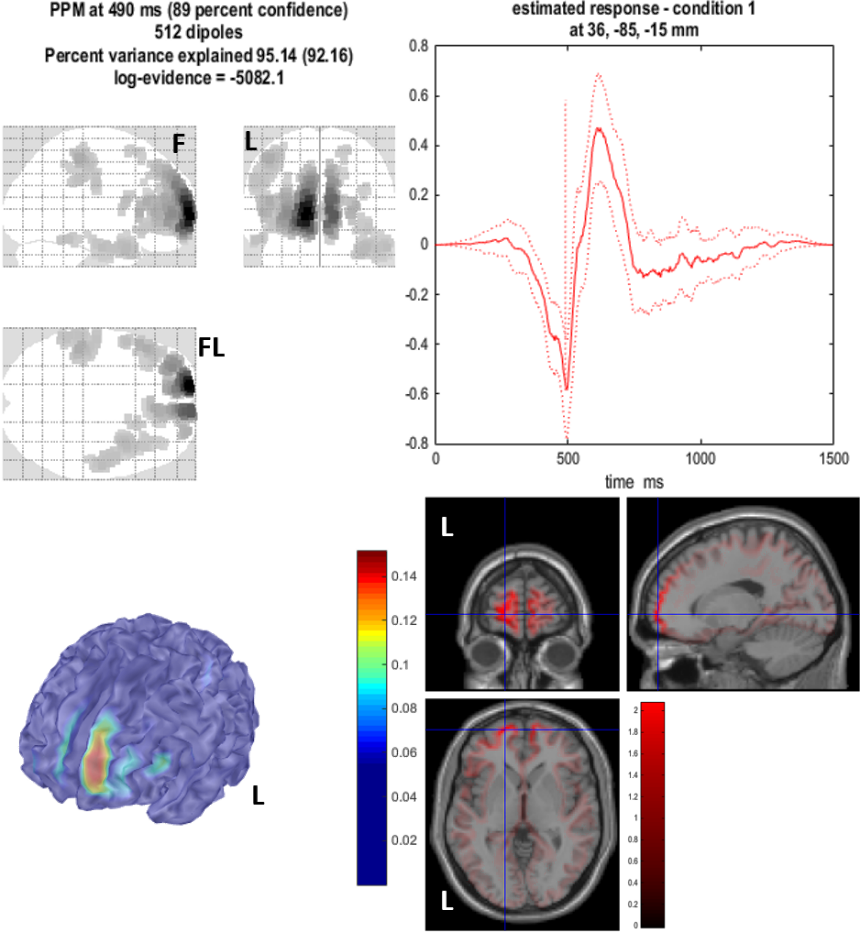 PPM at 490 ms (89 percent confidence)
512 dipoles
Percent variance explained 95.14 (92.16)
log-evidence = -5082.1
F
L
FL
estimated response - condition 1
at 36, -85, -15 mm
0.8
0.6
0.4
0.2
0
-0.2
-0.4
-0.6
-0.8
0
500
1000
1500
time ms
L
0.14
0.12
0.1
0.08
0.06
0.04
0.02
L
L
2
1.8
1.6
1.4
1.2
1
0.8
0.6
0.4
0.2
0